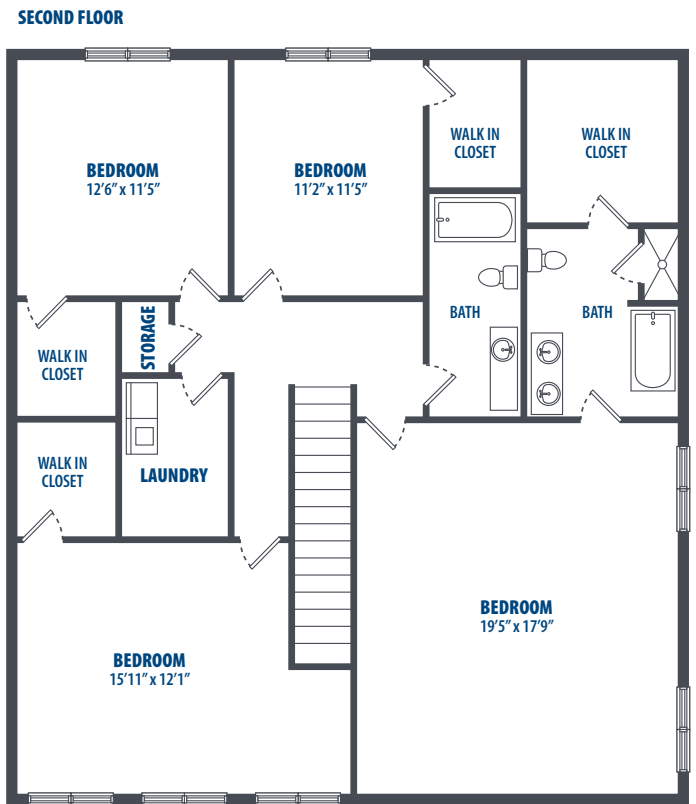 SECOND FLOOR
BEDROOM
12’6” x 11’5”
BEDROOM
11’2” x 11’5”
WALK IN
CLOSET
WALK IN
CLOSET
BATH
BATH
STORAGE
WALK IN
CLOSET
WALK IN
CLOSET
LAUNDRY
BEDROOM
19’5” x 17’9”
BEDROOM
15’11” x 12’1”